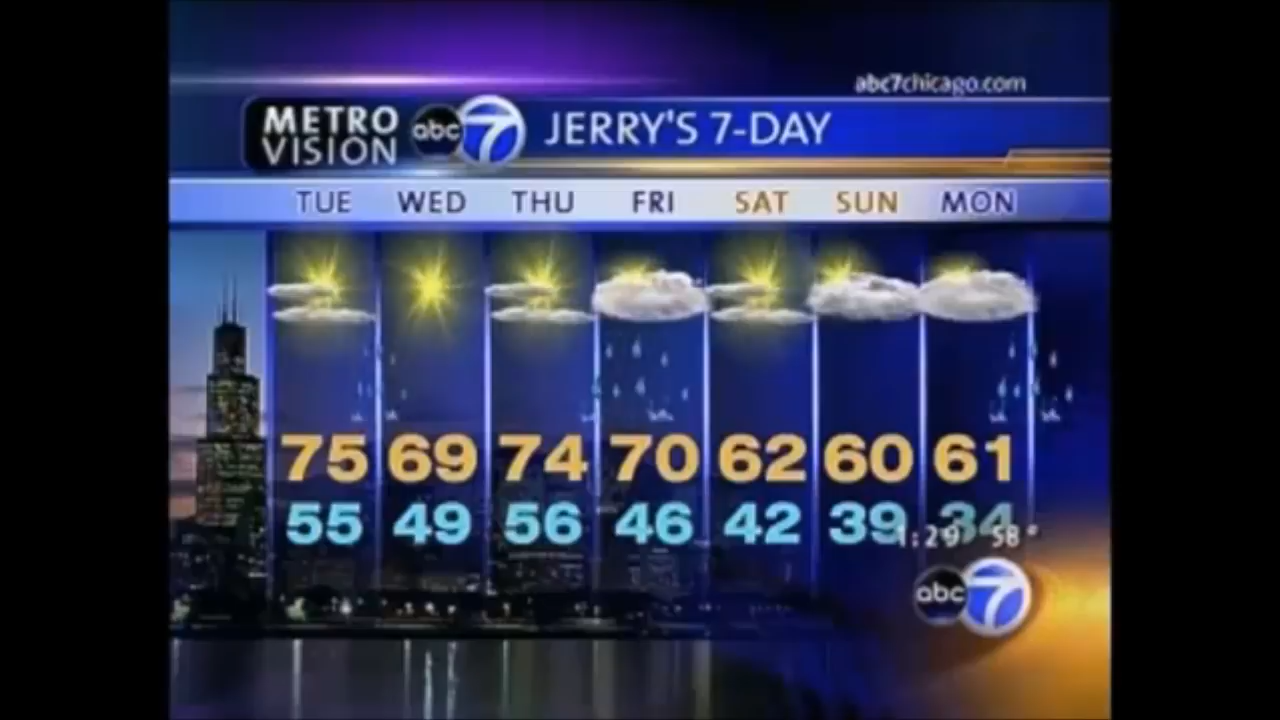 abc7chicago.com
METRO
VISION
abc 7
JERRY'S 7-DAY
TUE WED THU FRI SAT SUN MON
75 69 74 70 62 60 61
55 49 56 46 42 39 34
1:29 58°
abc 7